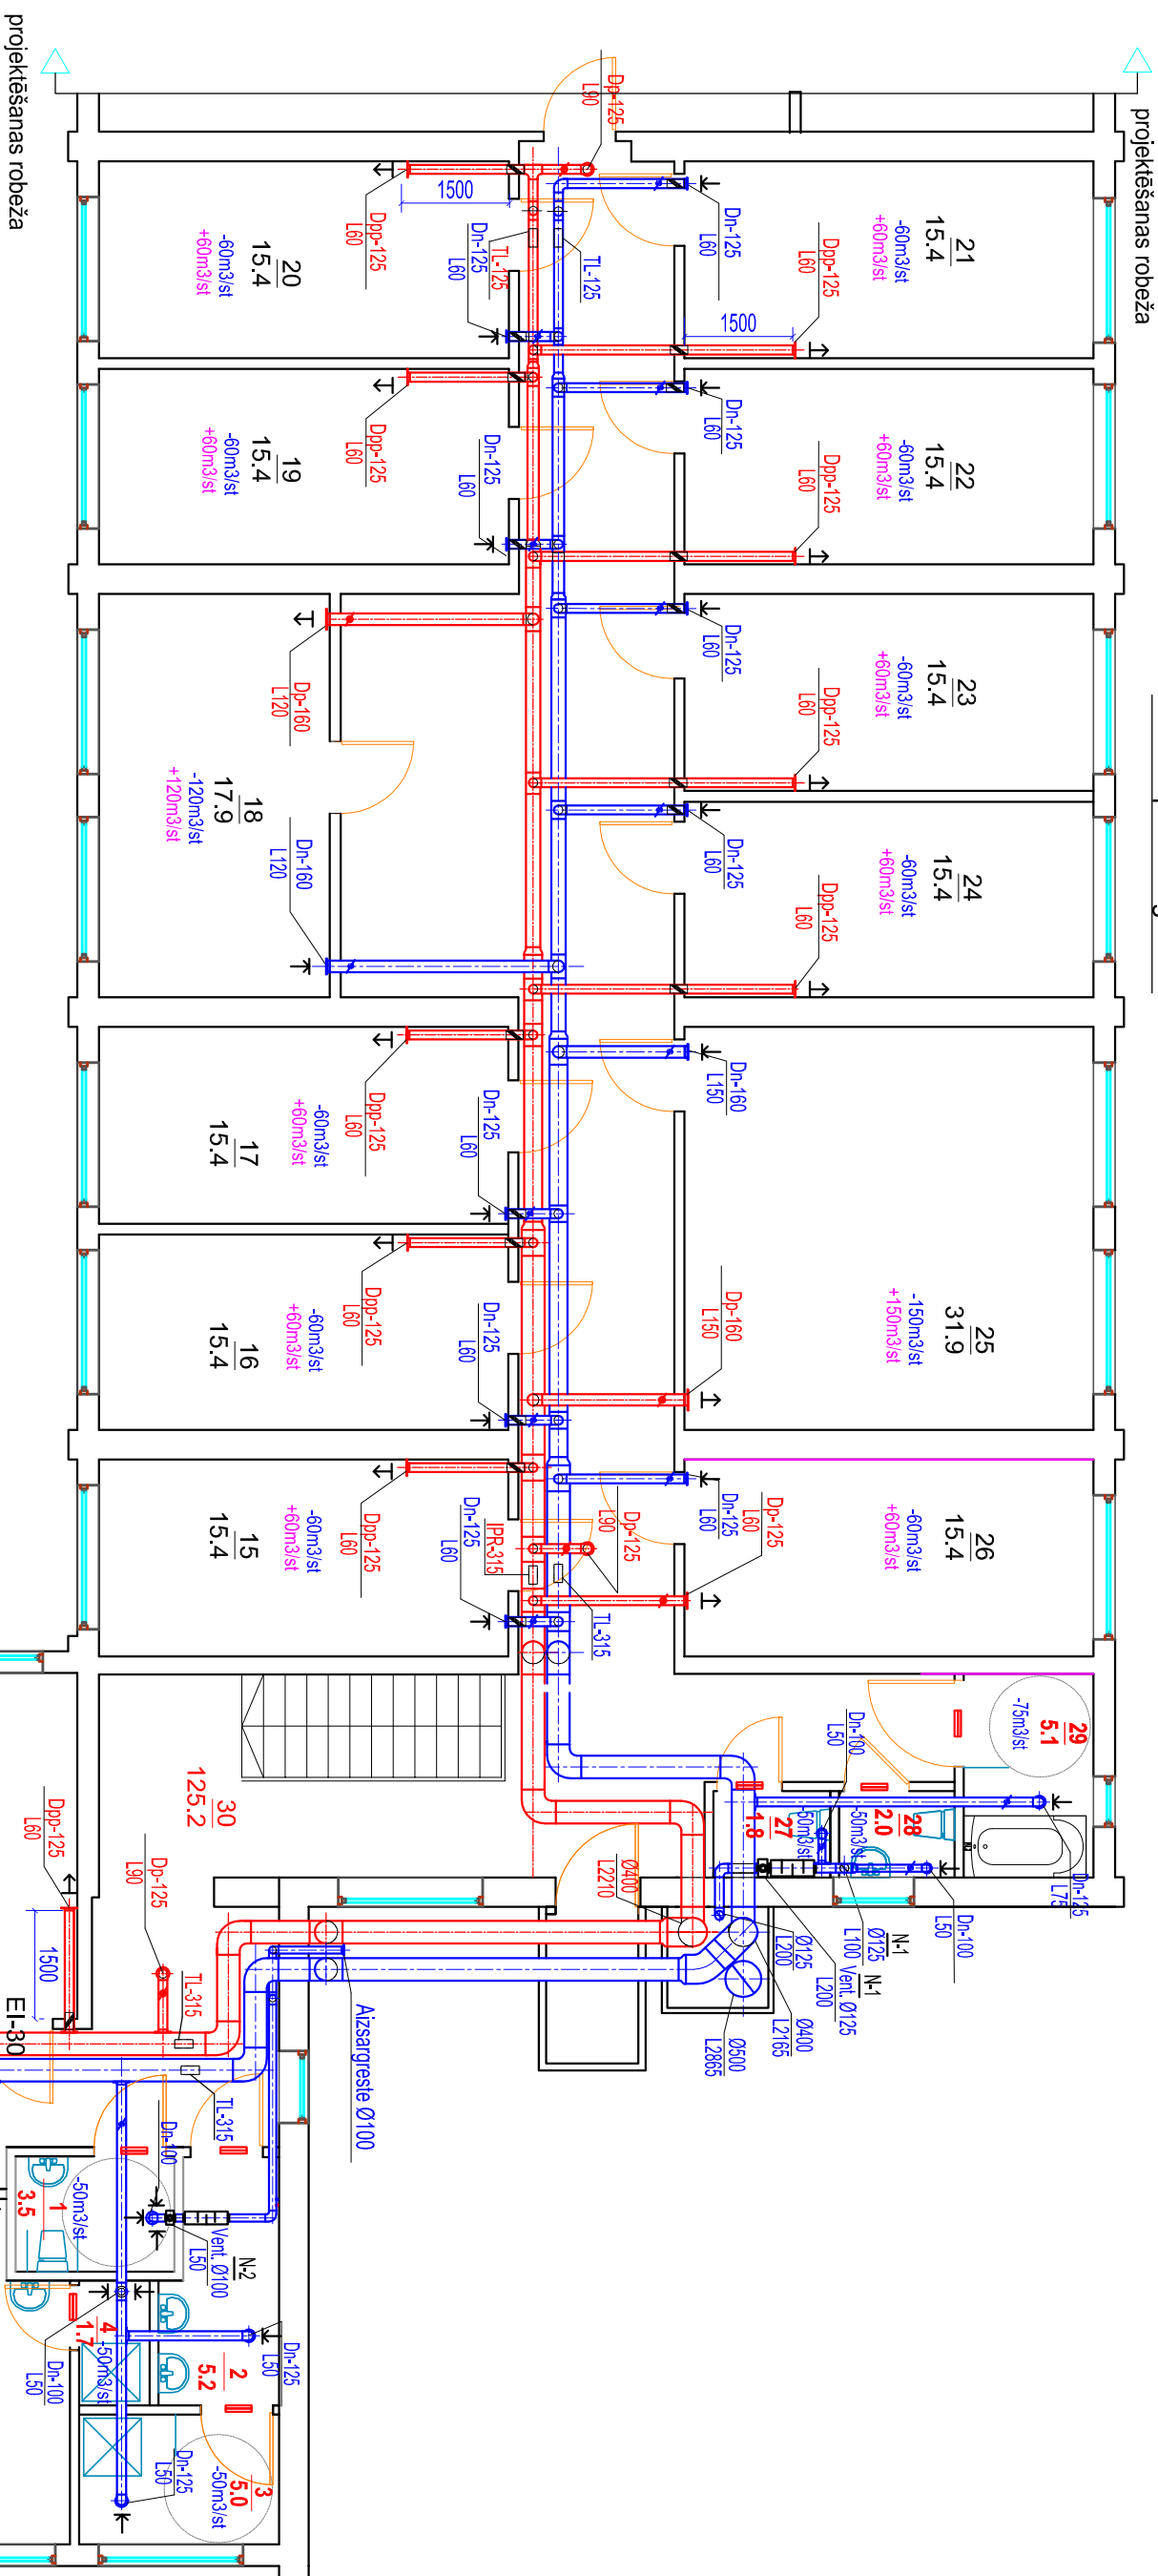 projektēšanas robeža
projektēšanas robeža
21
15.4
-60m3/st
+60m3/st
Dpp-125
L60
1500
Dn-125
L60
TL-125
Dp-125
L90
TL-125
Dn-125
L60
1500
Dpp-125
L60
20
15.4
-60m3/st
+60m3/st
22
15.4
-60m3/st
+60m3/st
Dpp-125
L60
Dn-125
L60
Dn-125
L60
Dpp-125
L60
19
15.4
-60m3/st
+60m3/st
23
15.4
-60m3/st
+60m3/st
Dpp-125
L60
Dn-125
L60
Dp-160
L120
18
17.9
-120m3/st
+120m3/st
Dn-160
L120
24
15.4
-60m3/st
+60m3/st
Dpp-125
L60
Dn-125
L60
Dn-160
L150
Dn-125
L60
Dpp-125
L60
-60m3/st
+60m3/st
17
15.4
25
31.9
-150m3/st
+150m3/st
Dp-160
L150
Dn-125
L60
Dpp-125
L60
-60m3/st
+60m3/st
16
15.4
26
15.4
-60m3/st
+60m3/st
Dp-125
L60
Dn-125
L60
Dp-125
L90
TL-315
IPR-315
Dn-125
L60
Dpp-125
L60
-60m3/st
+60m3/st
15
15.4
29
5.1
-75m3/st
Dn-100
L50
28
2.0
-50m3/st
27
1.8
-50m3/st
Dn-125
L75
Dn-100
L50
N-1
Ø125
L100
N-1
Vent. Ø125
L200
Ø125
L200
Ø400
L2165
Ø500
L2865
Ø400
L2210
30
125.2
Dp-125
L90
Dpp-125
L60
1500
TL-315
EI-30
Aizsargreste Ø100
TL-315
Dn-100
1
3.5
-50m3/st
N-2
Vent. Ø100
L50
Dn-125
L50
2
5.2
4
1.7
-50m3/st
Dn-100
L50
Dn-125
L50
3
5.0
-50m3/st